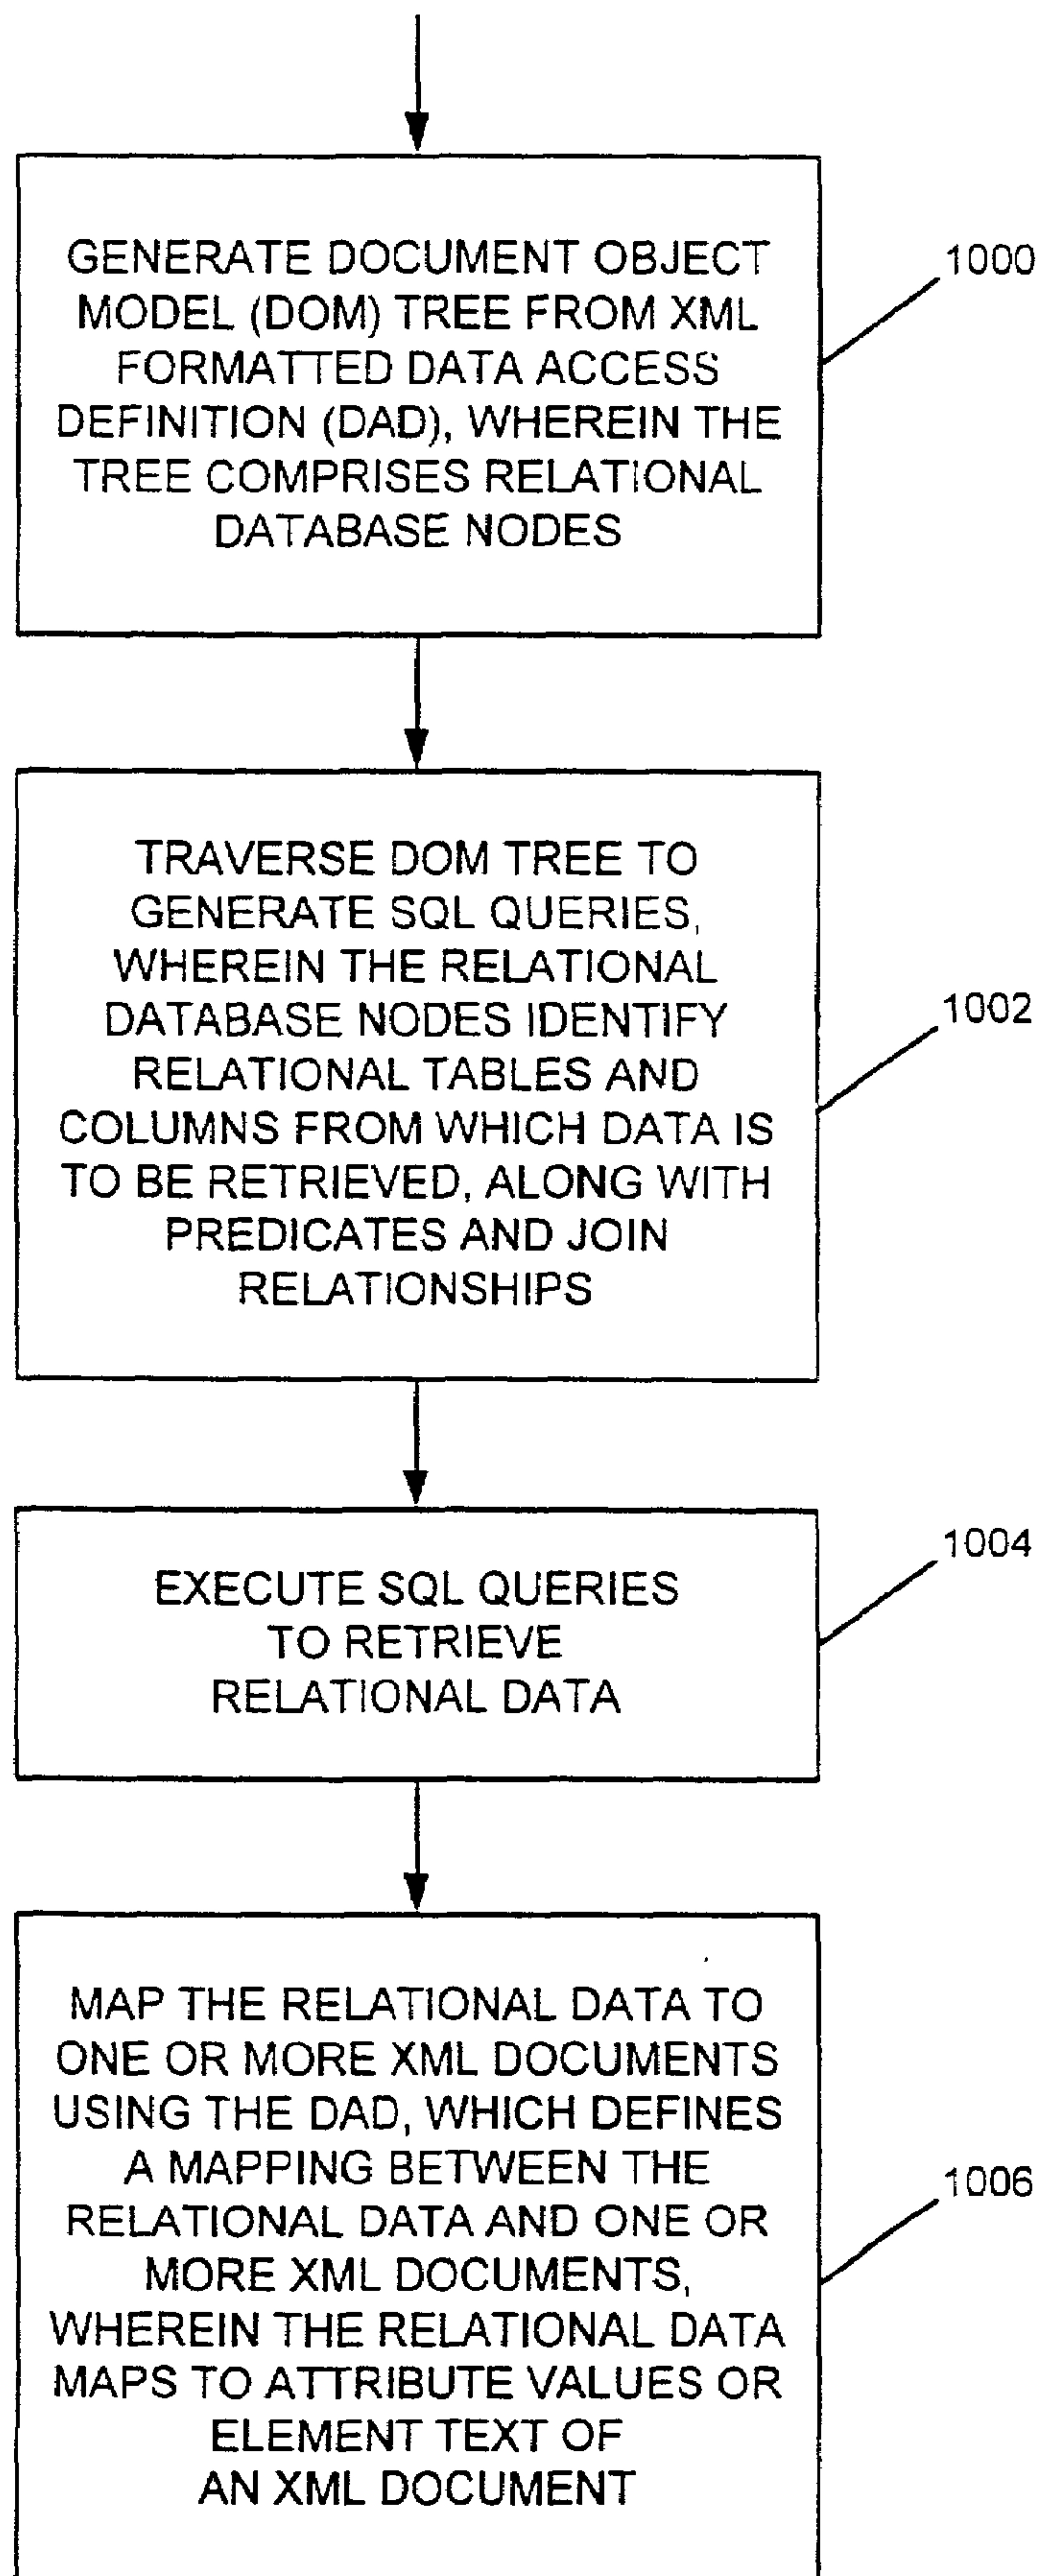 GENERATE DOCUMENT OBJECT
MODEL (DOM) TREE FROM XML
FORMATTED DATA ACCESS
DEFINITION (DAD), WHEREIN THE
TREE COMPRISES RELATIONAL
DATABASE NODES
1000
TRAVERSE DOM TREE TO
GENERATE SQL QUERIES,
WHEREIN THE RELATIONAL
DATABASE NODES IDENTIFY
RELATIONAL TABLES AND
COLUMNS FROM WHICH DATA IS
TO BE RETRIEVED, ALONG WITH
PREDICATES AND JOIN
RELATIONSHIPS
1002
EXECUTE SQL QUERIES
TO RETRIEVE
RELATIONAL DATA
1004
MAP THE RELATIONAL DATA TO
ONE OR MORE XML DOCUMENTS
USING THE DAD, WHICH DEFINES
A MAPPING BETWEEN THE
RELATIONAL DATA AND ONE OR
MORE XML DOCUMENTS,
WHEREIN THE RELATIONAL DATA
MAPS TO ATTRIBUTE VALUES OR
ELEMENT TEXT OF
AN XML DOCUMENT
1006